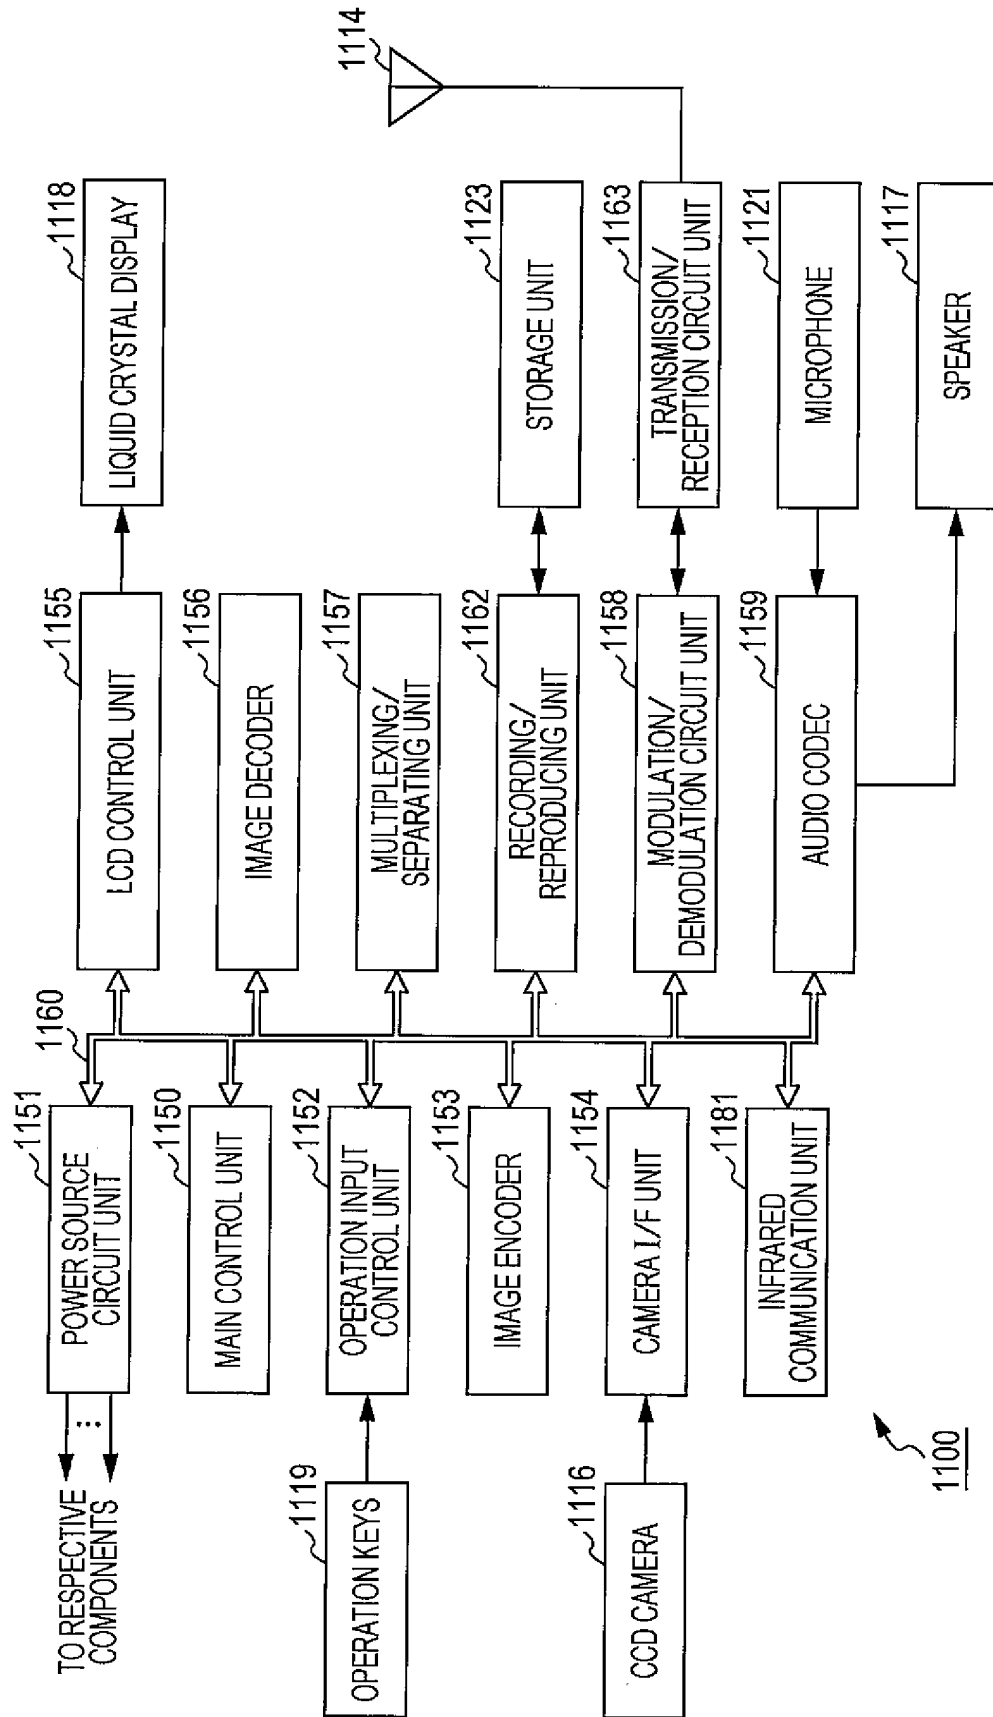 TO RESPECTIVE
COMPONENTS
1151
POWER SOURCE
CIRCUIT UNIT
1160
1155
LCD CONTROL UNIT
1118
LIQUID CRYSTAL DISPLAY
1150
MAIN CONTROL UNIT
1156
IMAGE DECODER
1119
OPERATION KEYS
1152
OPERATION INPUT
CONTROL UNIT
1157
MULTIPLEXING/
SEPARATING UNIT
1114
1153
IMAGE ENCODER
1162
RECORDING/
REPRODUCING UNIT
1123
STORAGE UNIT
1116
CCD CAMERA
1154
CAMERA I/F UNIT
1158
MODULATION/
DEMODULATION CIRCUIT UNIT
1163
TRANSMISSION/
RECEPTION CIRCUIT UNIT
1181
INFRARED
COMMUNICATION UNIT
1159
AUDIO CODEC
1121
MICROPHONE
1117
SPEAKER
1100